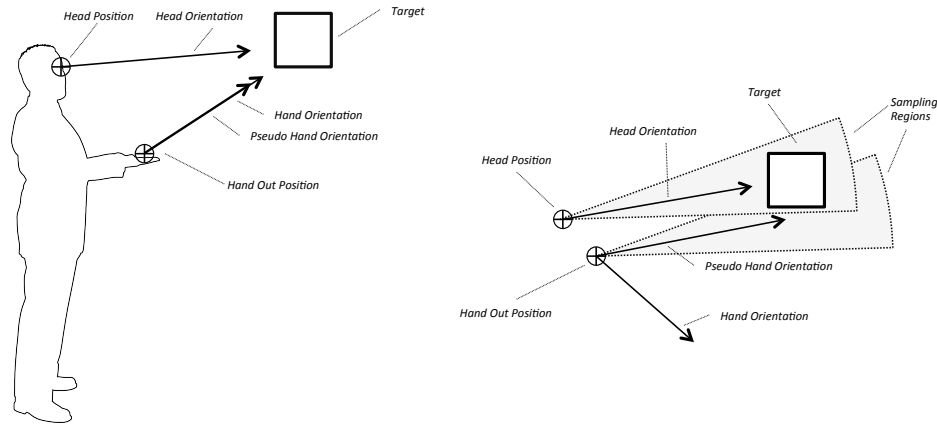 Head Position
Head Orientation
Target
Hand Orientation
Pseudo Hand Orientation
Hand Out Position
Target
Sampling
Regions
Head Orientation
Head Position
Pseudo Hand Orientation
Hand Out Position
Hand Orientation